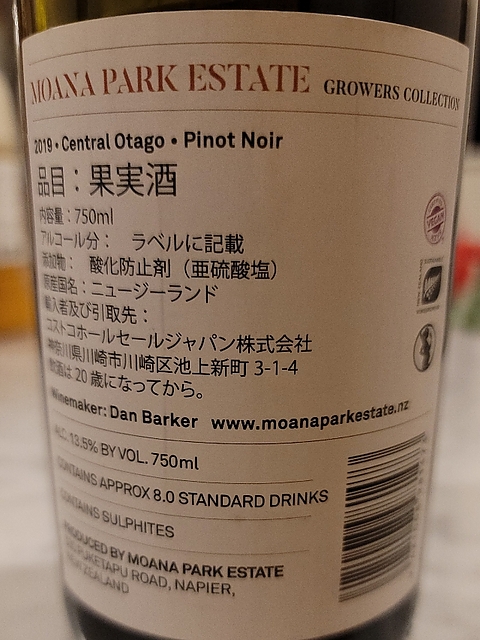 MOANA PARK ESTATE GROWERS COLLECTION
2019 • Central Otago • Pinot Noir
品目：果実酒
内容量：750ml
アルコール分： ラベルに記載
添加物： 酸化防止剤（亜硫酸塩）
原産国名：ニュージーランド
輸入者及び引取先：
コストコホールセールジャパン株式会社
神奈川県川崎市川崎区池上新町 3-1-4
飲酒は 20 歳になってから。
Winemaker: Dan Barker www.moanaparkestate.nz
ALC. 13.5% BY VOL. 750ml
CONTAINS APPROX 8.0 STANDARD DRINKS
CONTAINS SULPHITES
PRODUCED BY MOANA PARK ESTATE
PUKETAPU ROAD, NAPIER,
NEW ZEALAND
VEGAN